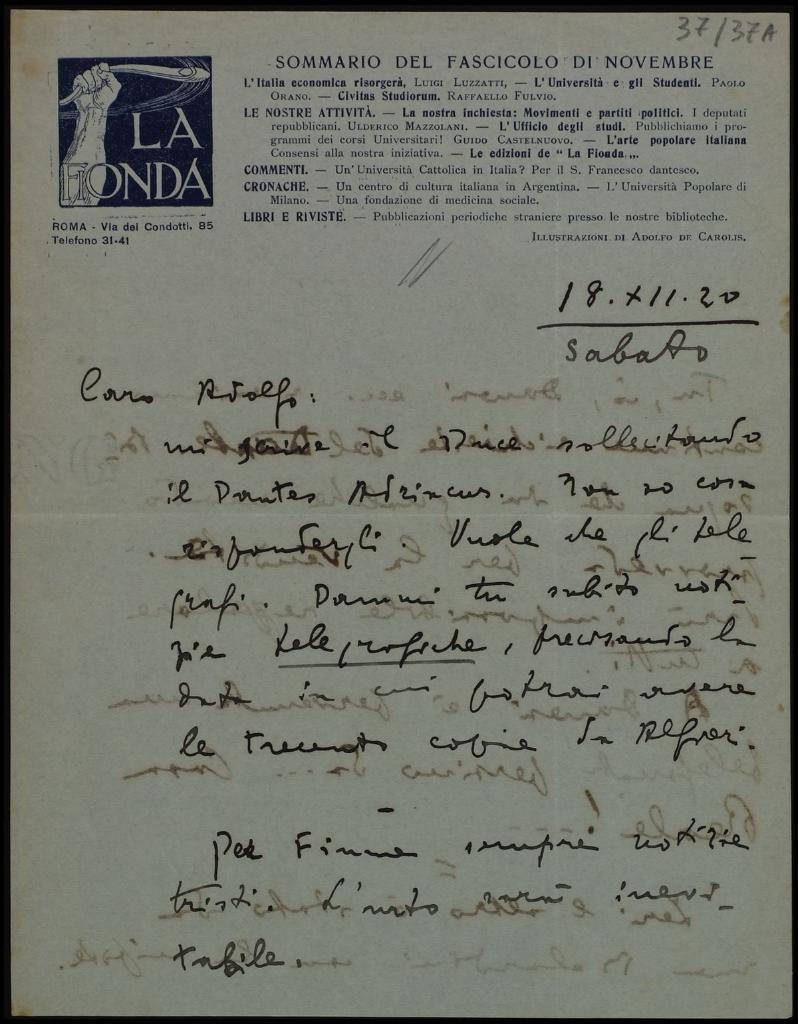 37/37A
SOMMARIO DEL FASCICOLO DI NOVEMBRE
L'Italia economica risorgerà, LUIGI LUZZATTI, — L'Università e gli Studenti. PAOLO
ORANO. — Civitas Studiorum. RAFFAELLO FULVIO.
LE NOSTRE ATTIVITÀ. — La nostra inchiesta: Movimenti e partiti politici. I deputati
repubblicani. ULDERICO MAZZOLANI. — L'Ufficio degli studi. Pubblichiamo i pro-
grammi dei corsi Universitari! GUIDO CASTELNUOVO. — L'arte popolare italiana
Consensi alla nostra iniziativa. — Le edizioni de " La Fionda „.
COMMENTI. — Un'Università Cattolica in Italia? Per il S. Francesco dantesco.
CRONACHE. — Un centro di cultura italiana in Argentina. — L'Università Popolare di
Milano. — Una fondazione di medicina sociale.
LIBRI E RIVISTE. — Pubblicazioni periodiche straniere presso le nostre biblioteche.
ILLUSTRAZIONI DI ADOLFO DE CAROLIS.
LA
FIONDA
ROMA - Via dei Condotti, 85
Telefono 31-41
18.XII.20
Sabato
Caro Adolfo:
mi scrive il Duce sollecitando
il Dantes Adriacus. Non so cosa
rispondergli. Vuole che gli tele-
grafi. Dammi tu subito noti-
zie telegrafiche, precisando la
data in cui potrai avere
le trecento copie da Alfieri.
Per Fiume sempre notizie
tristi. L'urto sarà inevi-
tabile.